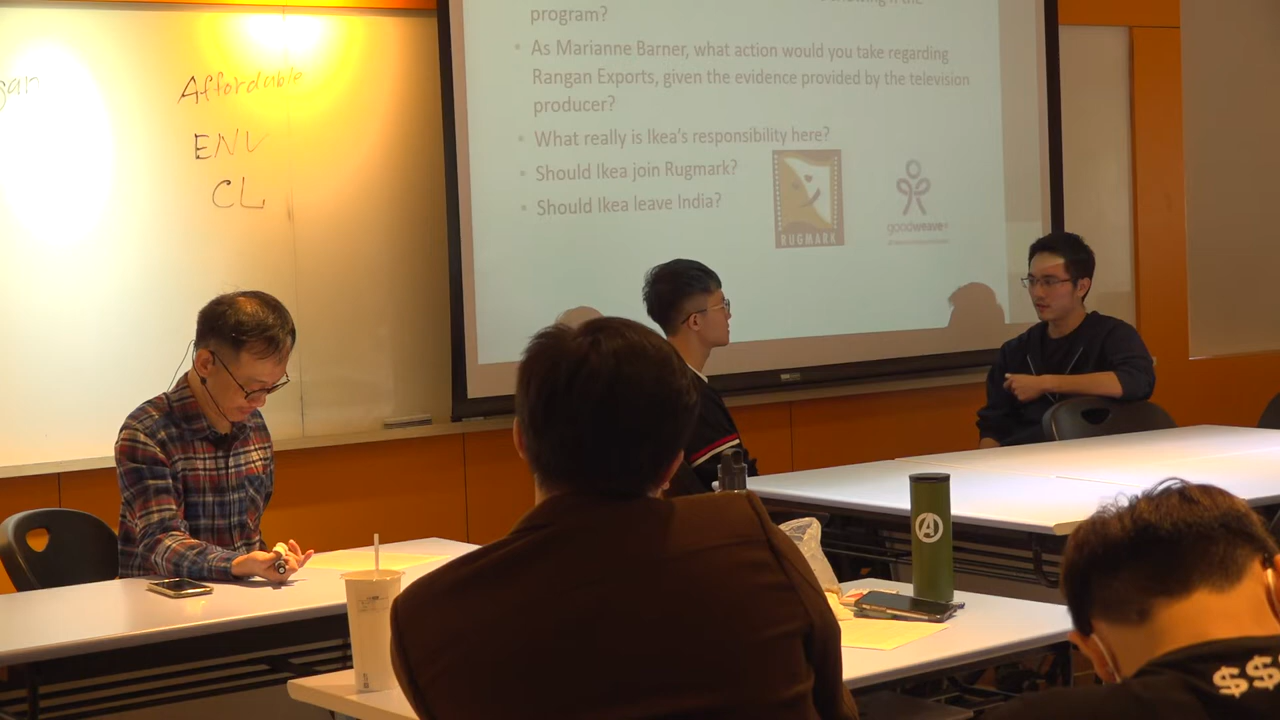 gan
Affordable
ENV
CL
program?
As Marianne Barner, what action would you take regarding
Rangan Exports, given the evidence provided by the television
producer?
What really is Ikea's responsibility here?
Should Ikea join Rugmark?
Should Ikea leave India?
RUGMARK
goodweave
$$$